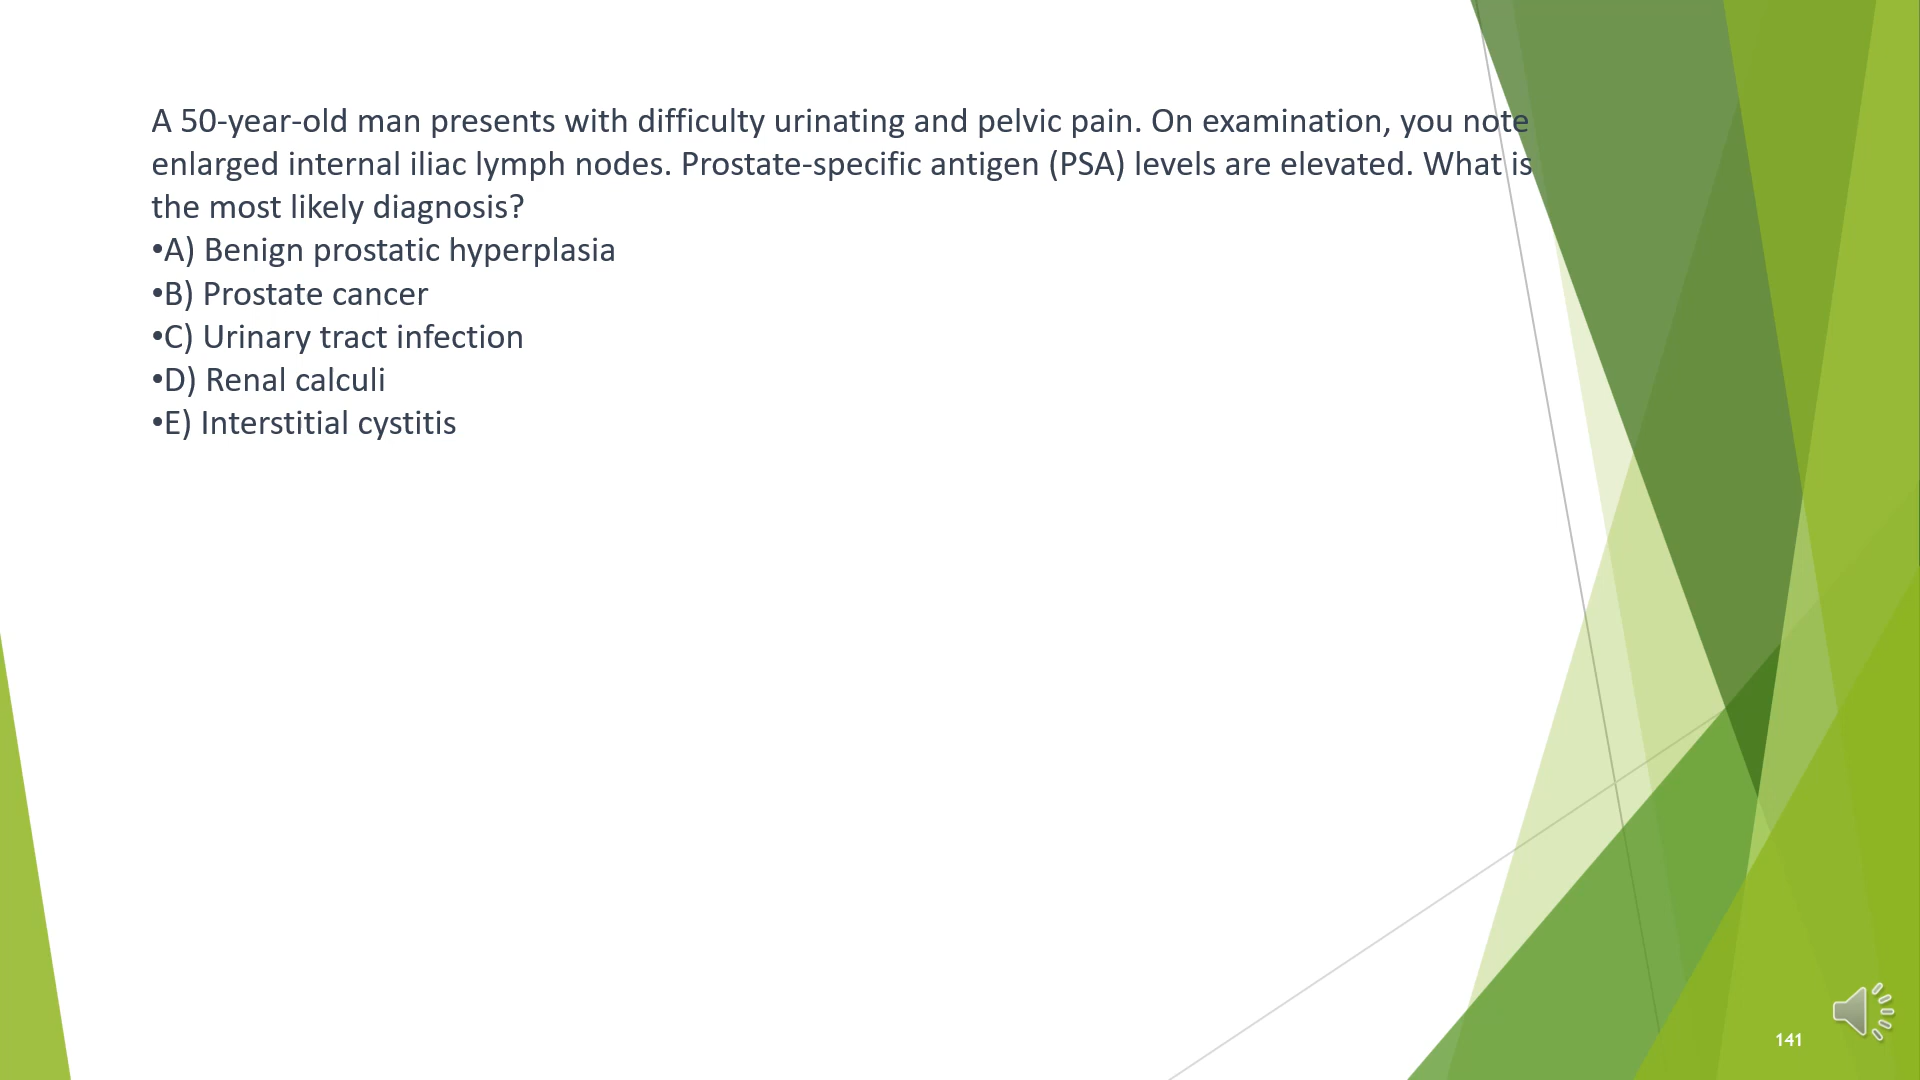 A 50-year-old man presents with difficulty urinating and pelvic pain. On examination, you note
enlarged internal iliac lymph nodes. Prostate-specific antigen (PSA) levels are elevated. What is
the most likely diagnosis?
•A) Benign prostatic hyperplasia
•B) Prostate cancer
•C) Urinary tract infection
•D) Renal calculi
•E) Interstitial cystitis
141